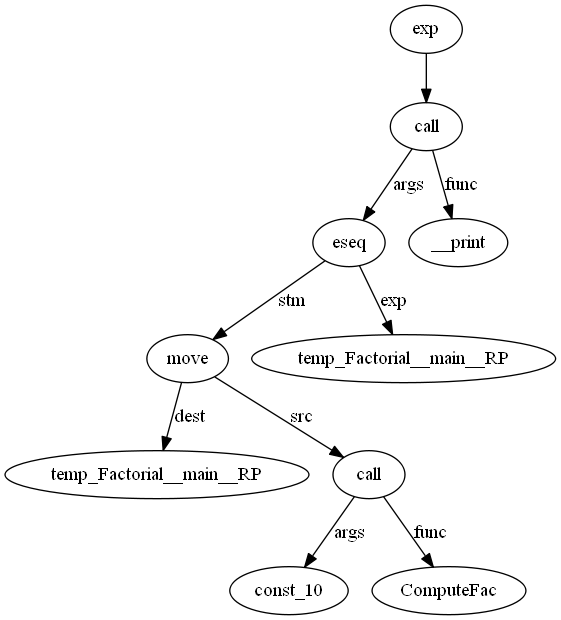 exp
call
args
func
eseq
__print
stm
exp
move
temp_Factorial__main__RP
dest
src
temp_Factorial__main__RP
call
args
func
const_10
ComputeFac